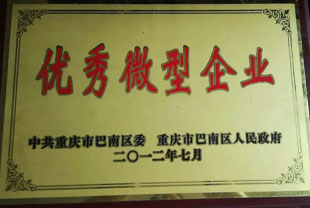 优秀微型企业
中共重庆市巴南区委 重庆市巴南区人民政府
二〇一二年七月